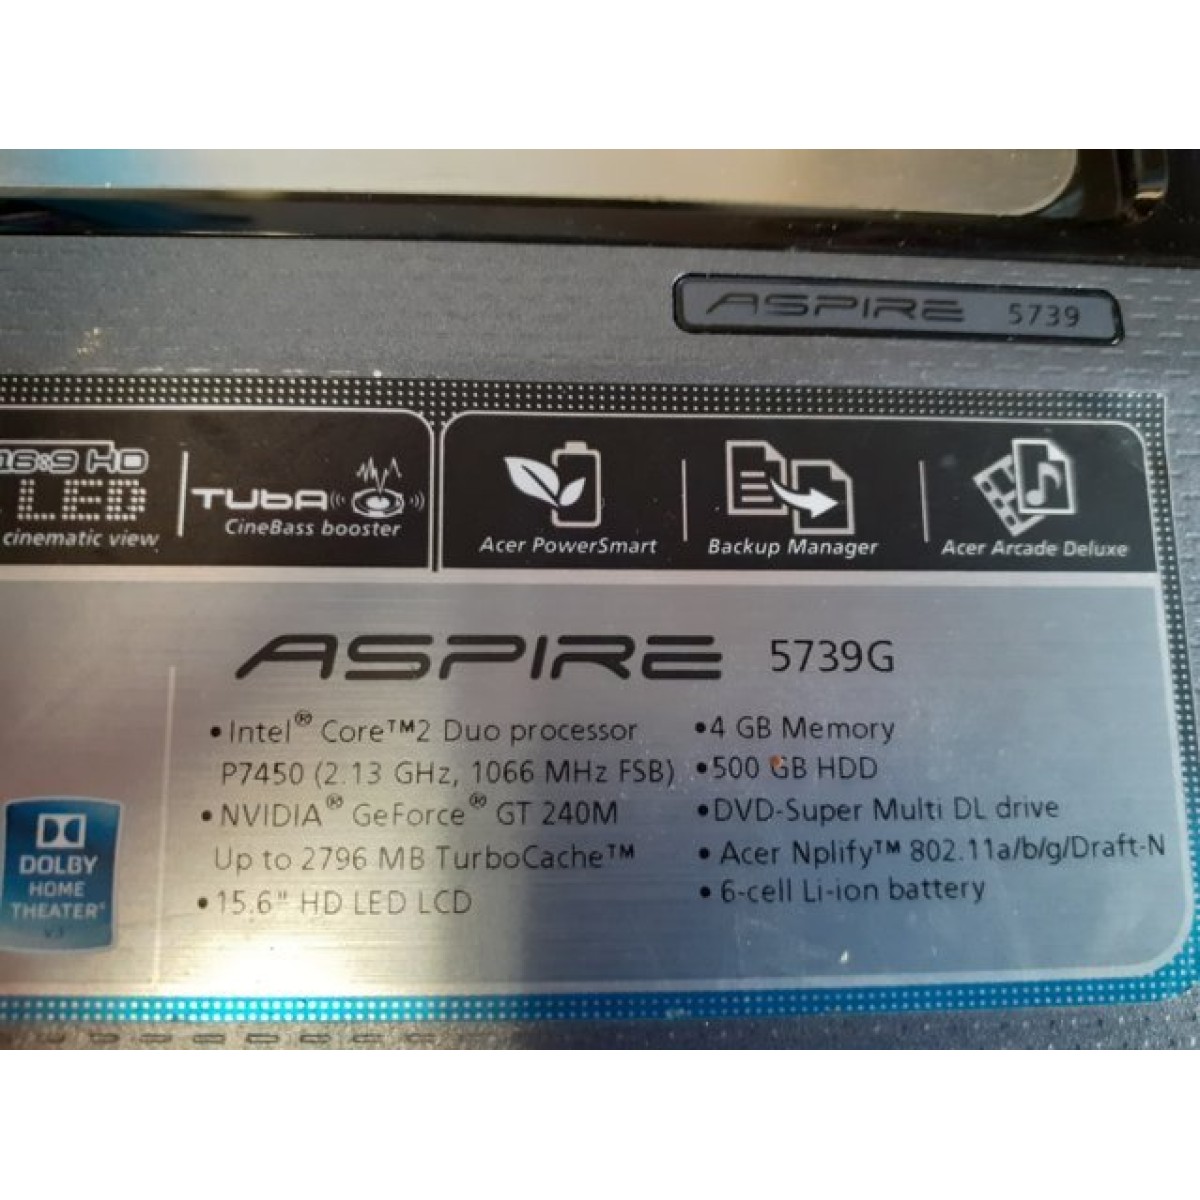 ASPIRE 5739
16:9 HD
LED
cinematic view
TUbA
CineBass booster
Acer PowerSmart
Backup Manager
Acer Arcade Deluxe
ASPIRE 5739G
•Intel® Core™2 Duo processor
P7450 (2.13 GHz, 1066 MHz FSB)
•NVIDIA® GeForce® GT 240M
Up to 2796 MB TurboCache™
•15.6" HD LED LCD
•4 GB Memory
•500 GB HDD
•DVD-Super Multi DL drive
•Acer Nplify™ 802.11a/b/g/Draft-N
•6-cell Li-ion battery
DOLBY
HOME
THEATER®